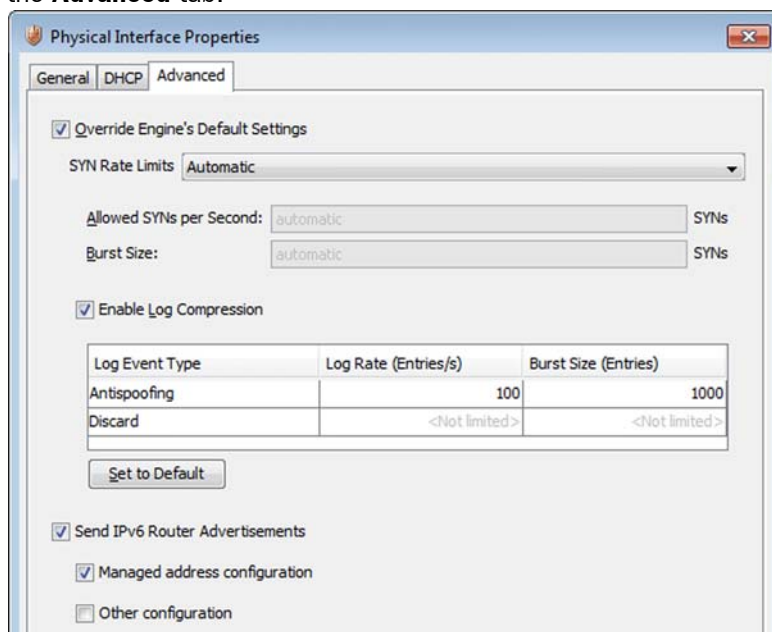 the Advanced tab.
Physical Interface Properties
General DHCP Advanced
Override Engine's Default Settings
SYN Rate Limits Automatic
Allowed SYNs per Second: automatic SYNs
Burst Size: automatic SYNs
Enable Log Compression
Log Event Type Log Rate (Entries/s) Burst Size (Entries)
Antispoofing 100 1000
Discard <Not limited> <Not limited>
Set to Default
Send IPv6 Router Advertisements
Managed address configuration
Other configuration